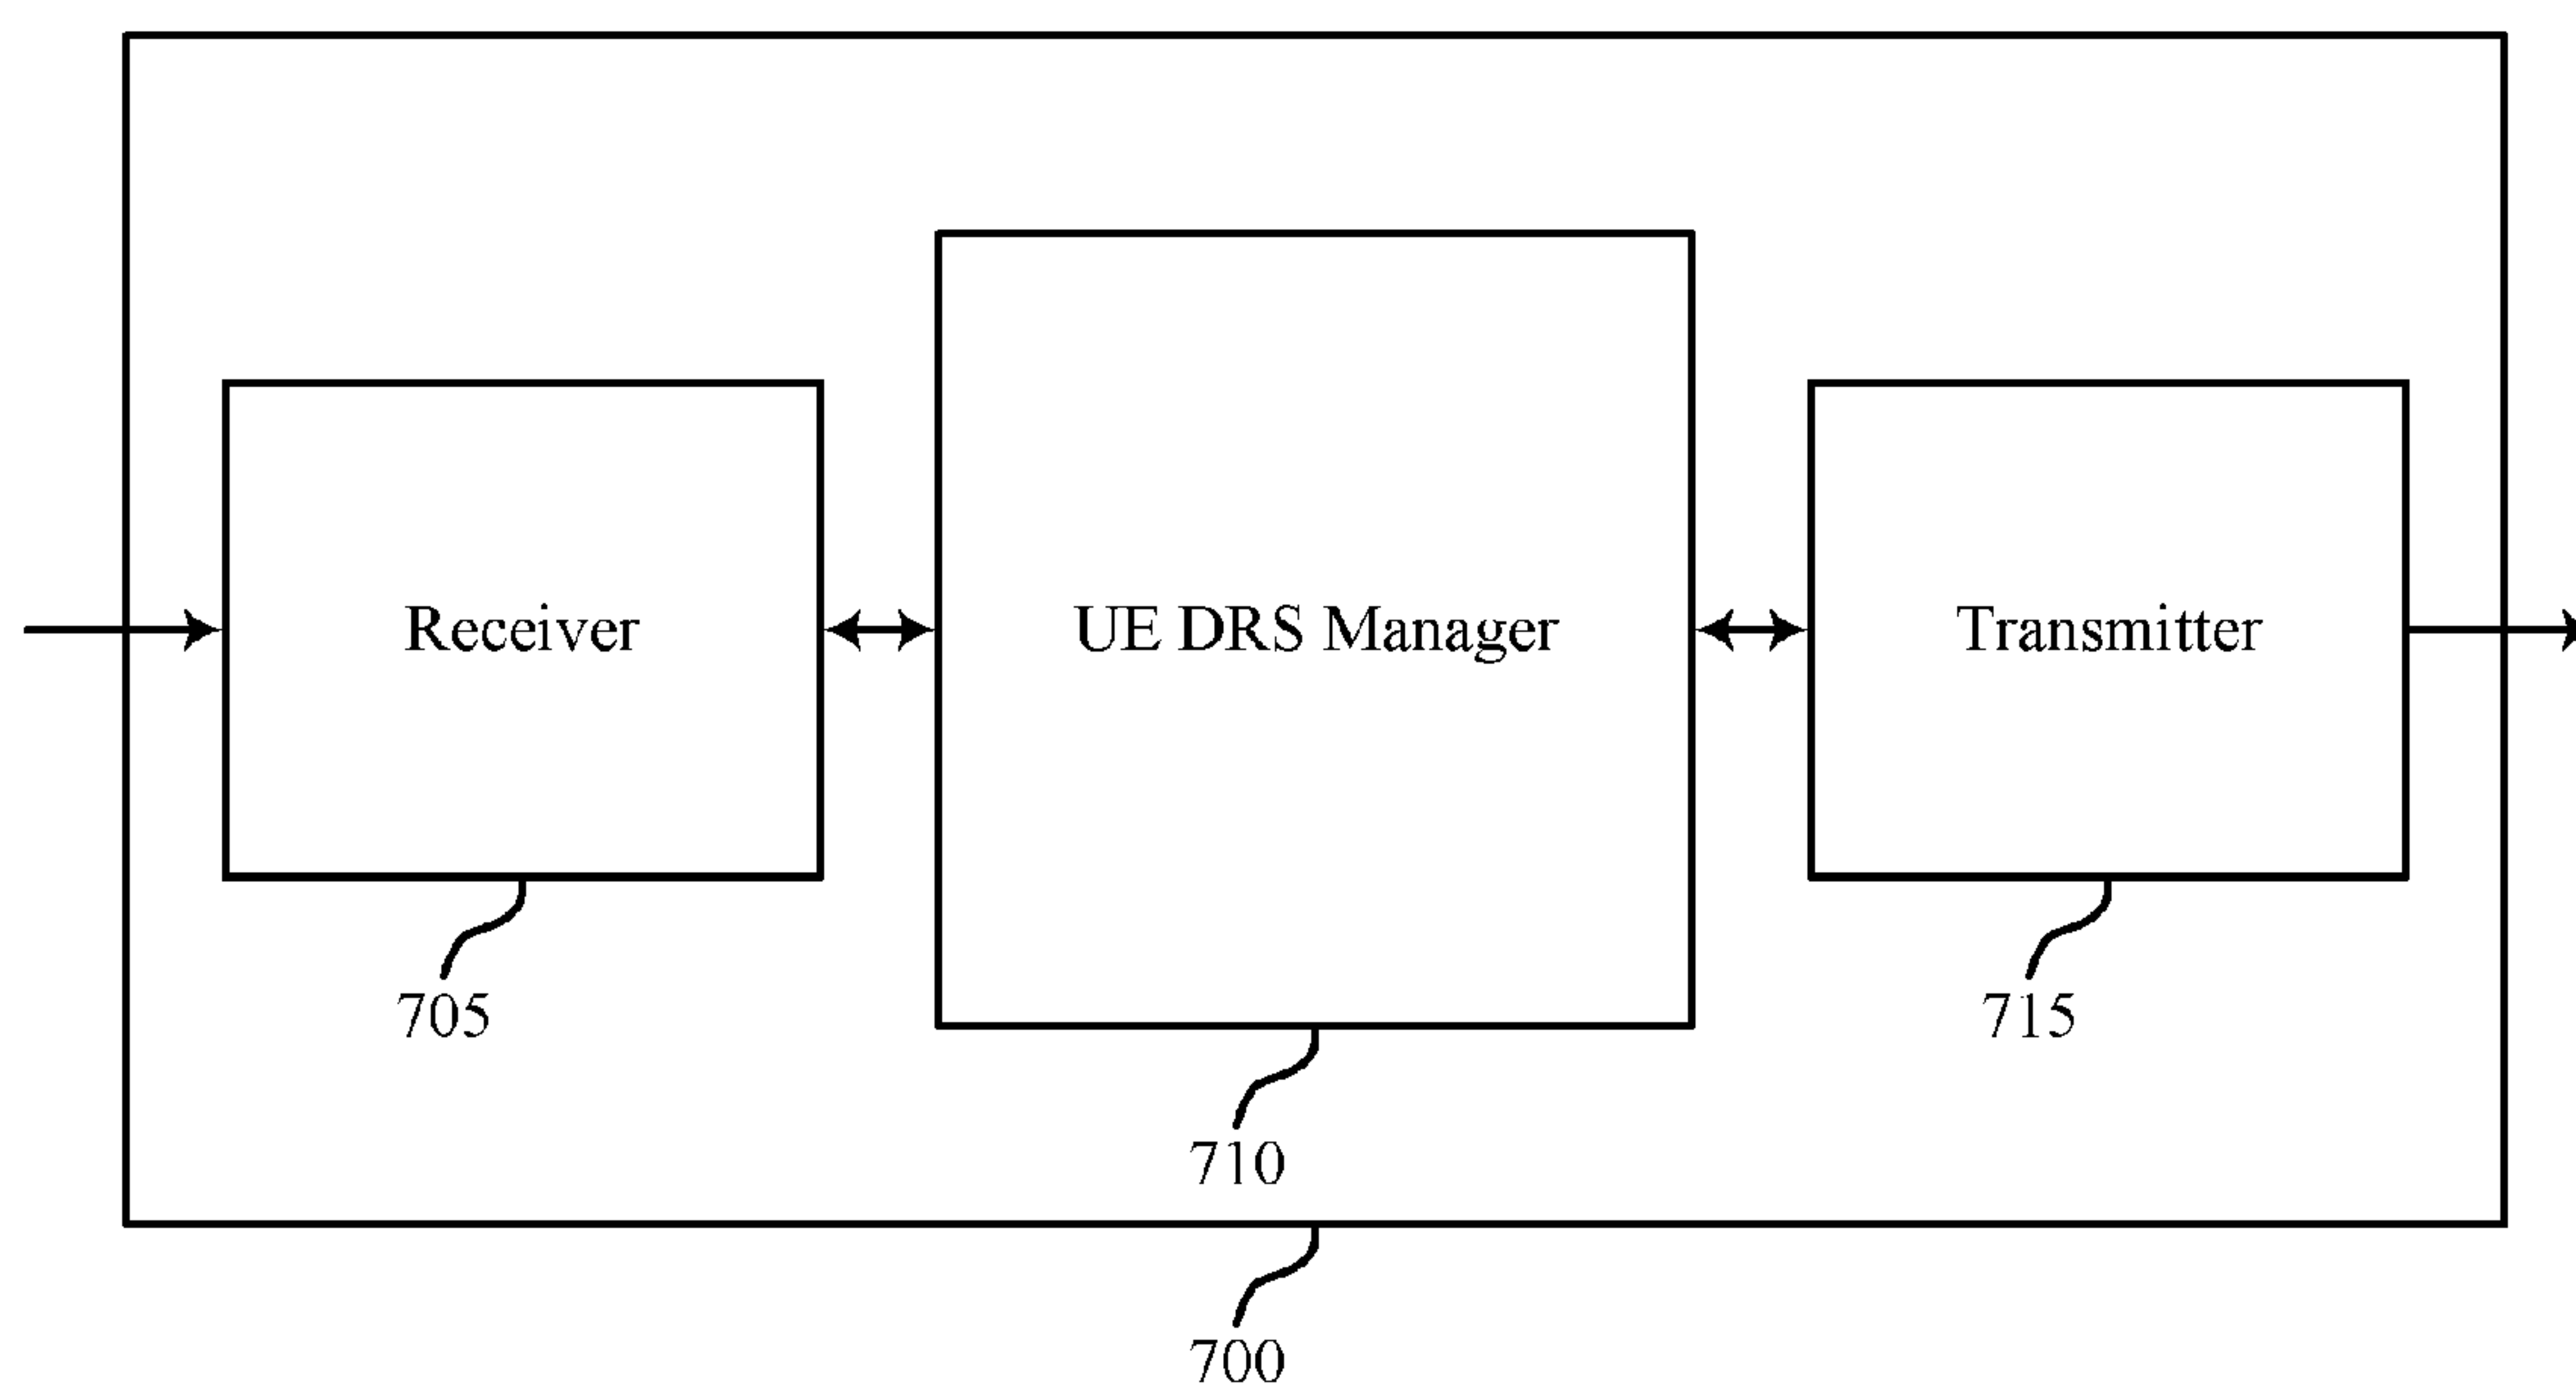 Receiver
UE DRS Manager
Transmitter
705
715
710
700